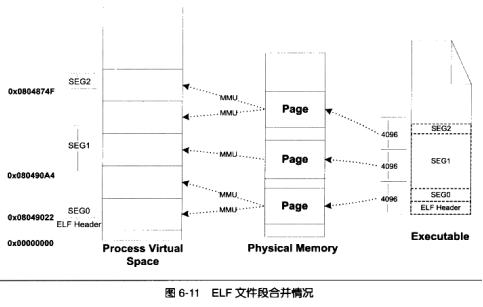 SEG2
0x0804874F
SEG1
0x080490A4
0x08049022
SEG0
ELF Header
0x00000000
Process Virtual
Space
MMU
MMU
MMU
MMU
MMU
Page
Page
Page
Physical Memory
4096
4096
4096
SEG2
SEG1
SEG0
ELF Header
Executable
图 6-11 ELF 文件段合并情况